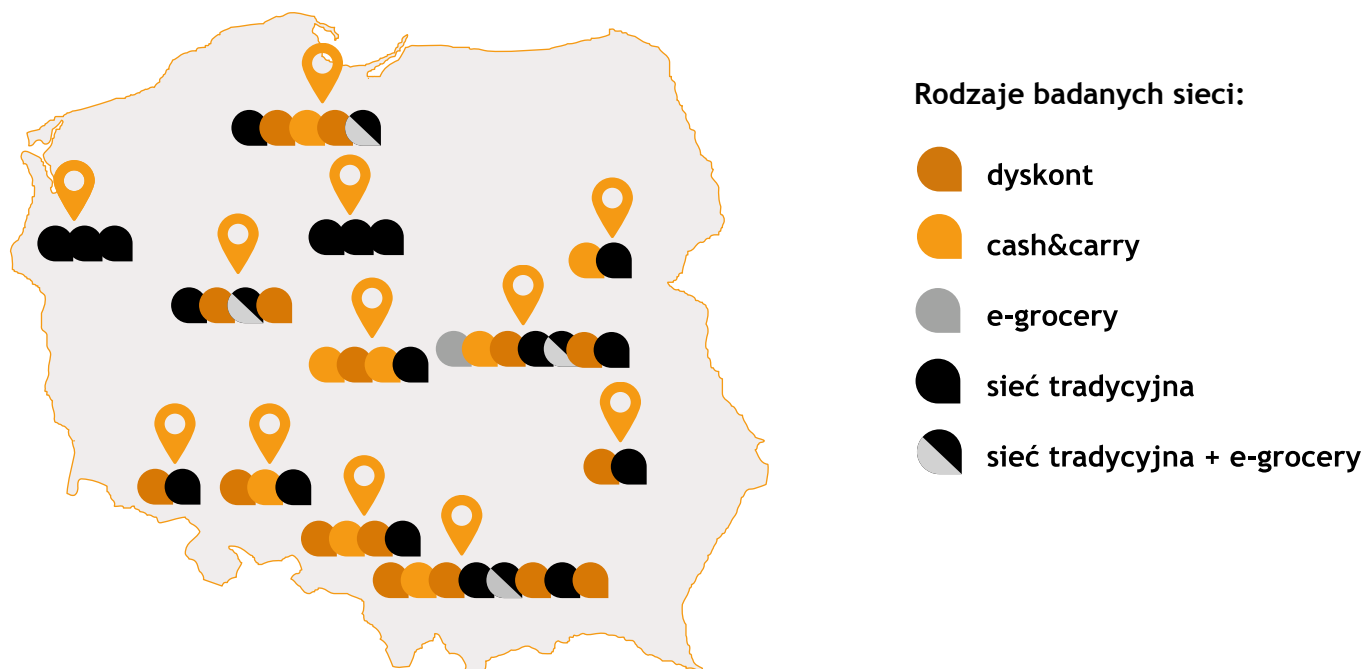 Rodzaje badanych sieci:
dyskont
cash&carry
e-grocery
sieć tradycyjna
sieć tradycyjna + e-grocery